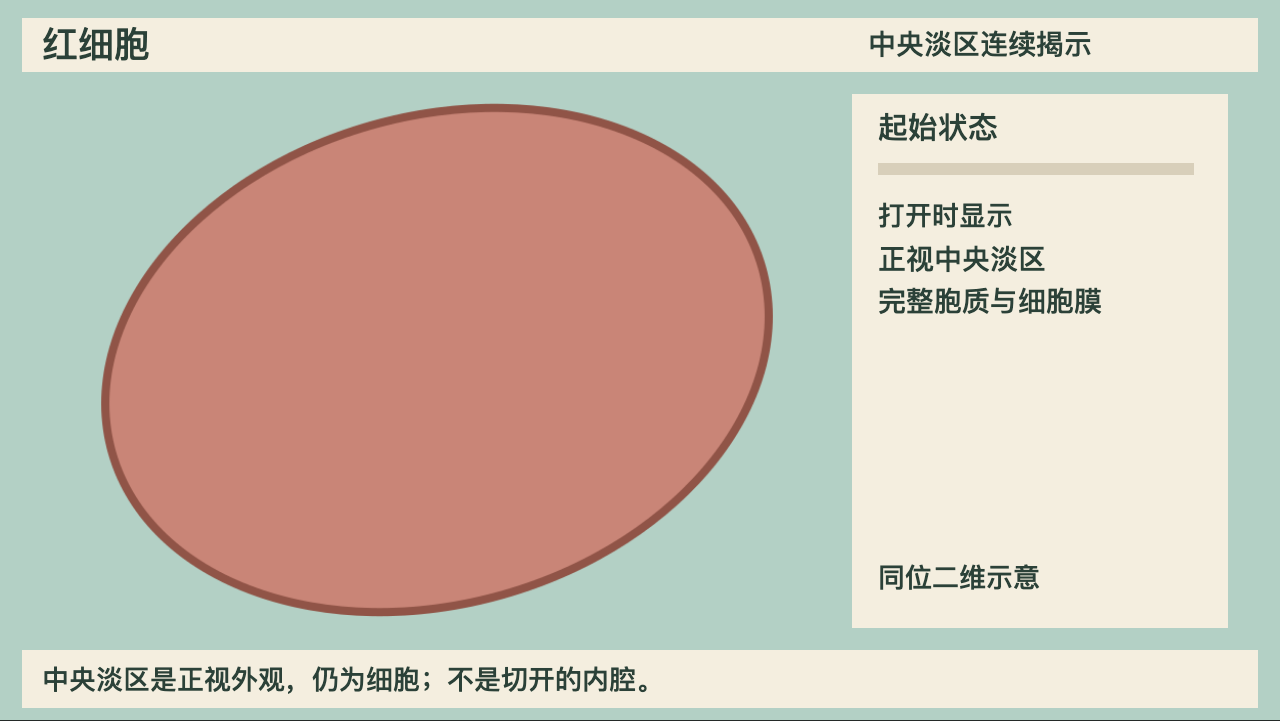 红细胞
中央淡区连续揭示
起始状态
打开时显示
正视中央淡区
完整胞质与细胞膜
同位二维示意
中央淡区是正视外观，仍为细胞；不是切开的内腔。